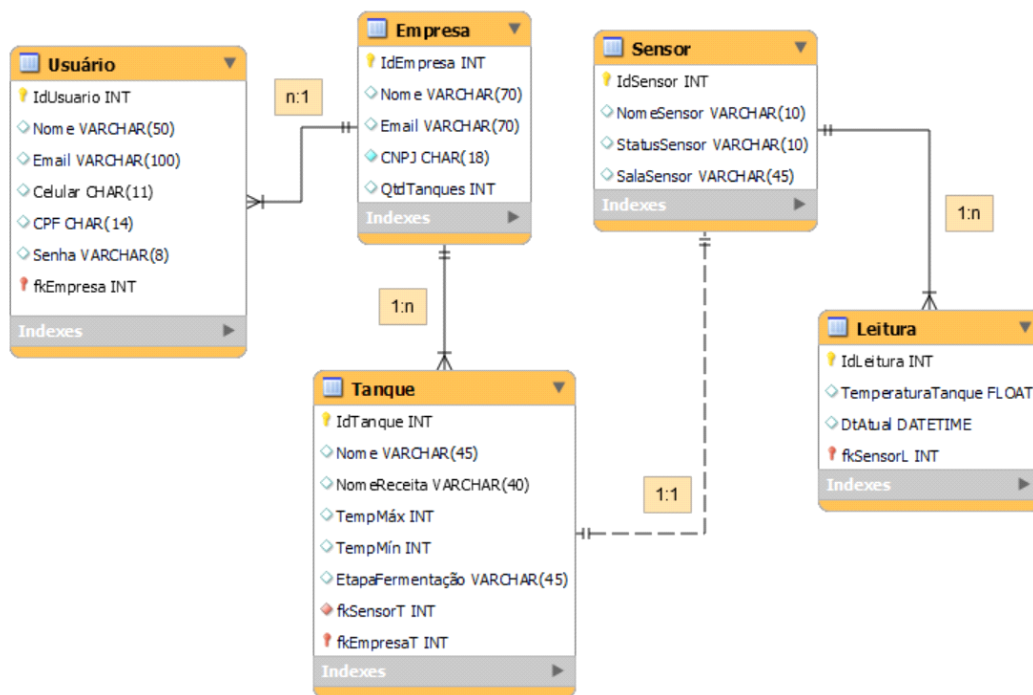 Usuário
IdUsuario INT
Nome VARCHAR(50)
Email VARCHAR(100)
Celular CHAR(11)
CPF CHAR(14)
Senha VARCHAR(8)
fkEmpresa INT
Indexes
n:1
Empresa
IdEmpresa INT
Nome VARCHAR(70)
Email VARCHAR(70)
CNPJ CHAR(18)
QtdTanques INT
Indexes
1:n
Sensor
IdSensor INT
NomeSensor VARCHAR(10)
StatusSensor VARCHAR(10)
SalaSensor VARCHAR(45)
Indexes
1:n
Tanque
IdTanque INT
Nome VARCHAR(45)
NomeReceita VARCHAR(40)
TempMáx INT
TempMín INT
EtapaFermentação VARCHAR(45)
fkSensorT INT
fkEmpresaT INT
Indexes
1:1
Leitura
IdLeitura INT
TemperaturaTanque FLOAT
DtAtual DATETIME
fkSensorL INT
Indexes